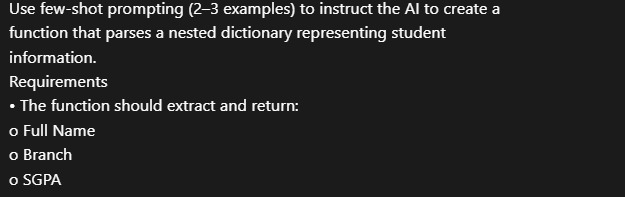 Use few-shot prompting (2–3 examples) to instruct the AI to create a
function that parses a nested dictionary representing student
information.
Requirements
• The function should extract and return:
o Full Name
o Branch
o SGPA